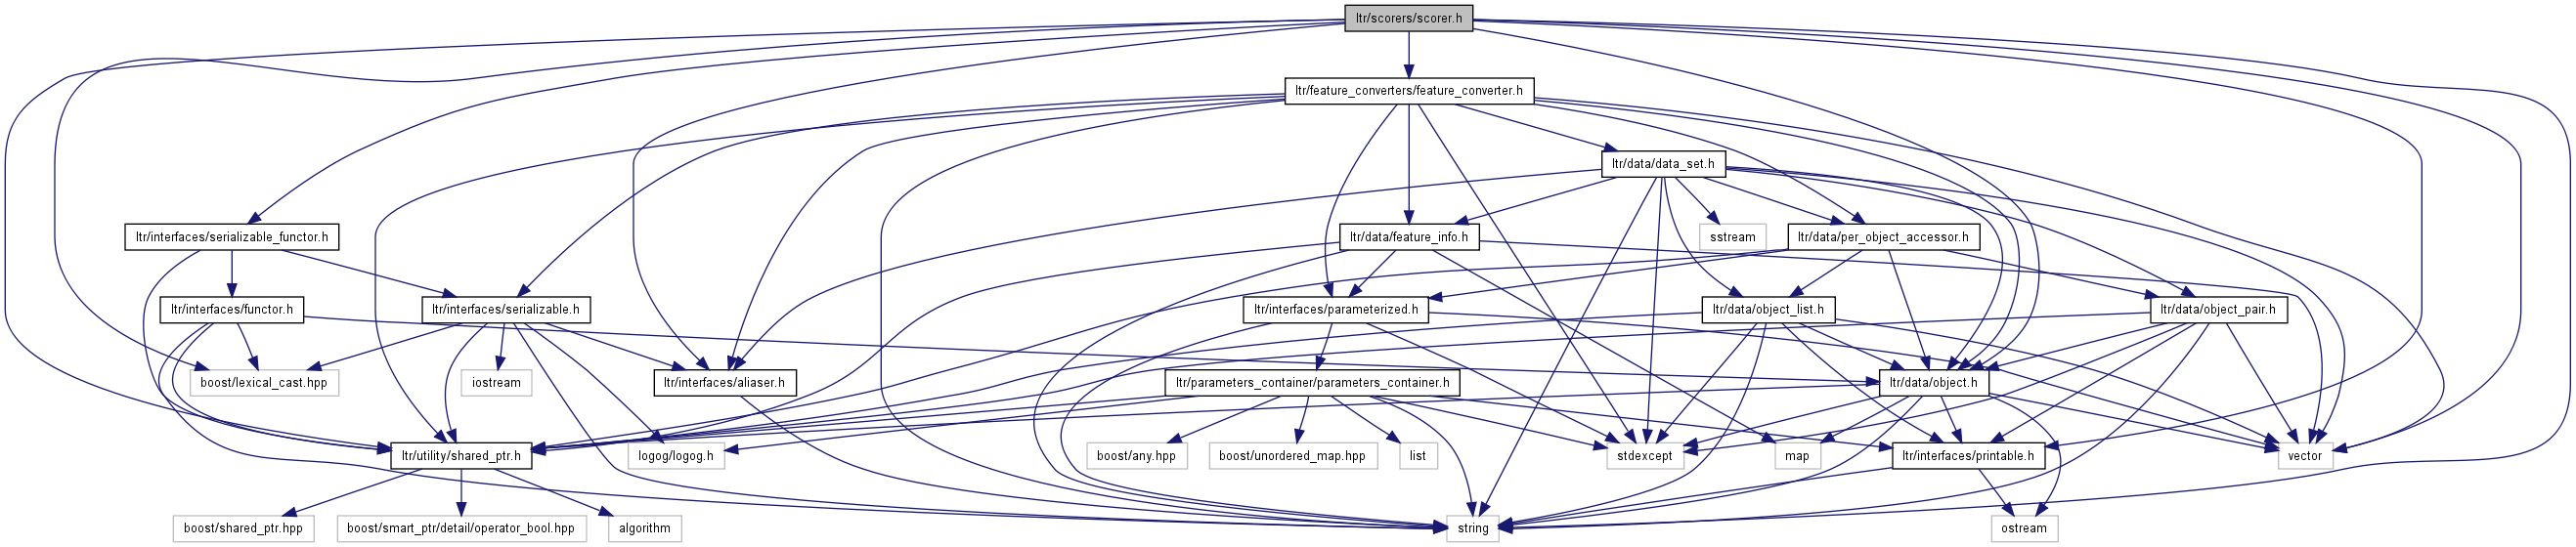 ltr/scorers/scorer.h
ltr/feature_converters/feature_converter.h
ltr/data/data_set.h
ltr/interfaces/serializable_functor.h
ltr/data/feature_info.h
sstream
ltr/data/per_object_accessor.h
ltr/interfaces/functor.h
ltr/interfaces/serializable.h
ltr/interfaces/parameterized.h
ltr/data/object_list.h
ltr/data/object_pair.h
boost/lexical_cast.hpp
iostream
ltr/interfaces/aliaser.h
ltr/parameters_container/parameters_container.h
ltr/data/object.h
ltr/utility/shared_ptr.h
logog/logog.h
boost/any.hpp
boost/unordered_map.hpp
list
stdexcept
map
ltr/interfaces/printable.h
vector
boost/shared_ptr.hpp
boost/smart_ptr/detail/operator_bool.hpp
algorithm
string
ostream